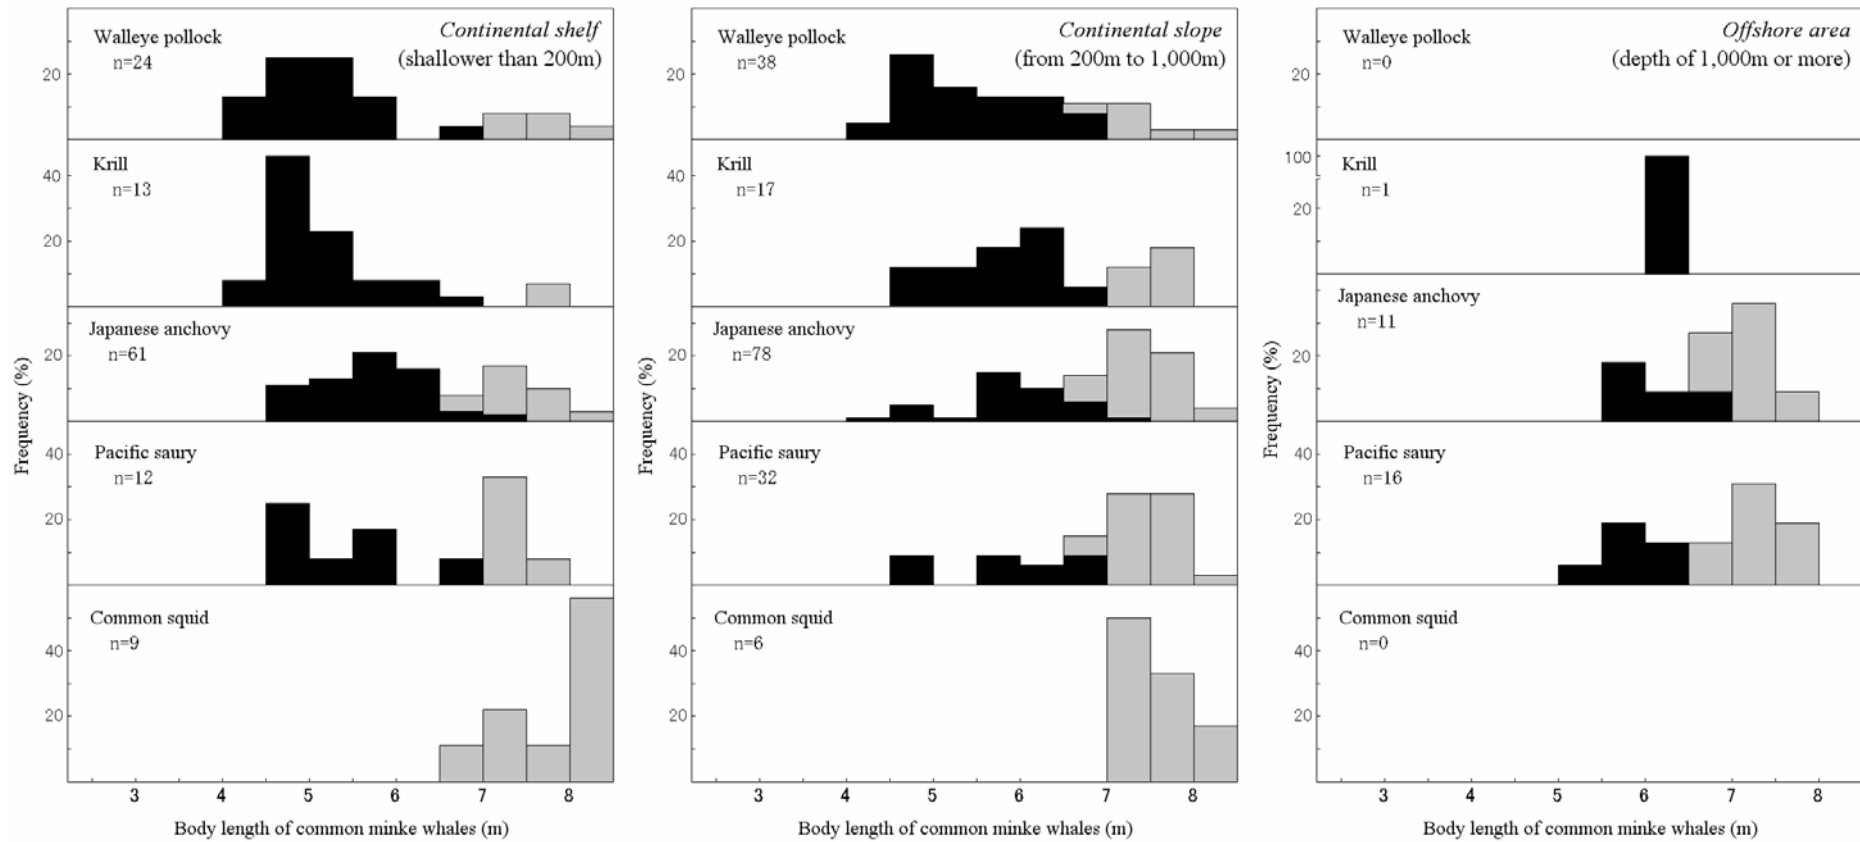 Continental shelf
(shallower than 200m)
Walleye pollock
n=24
20
Krill
n=13
40
20
Japanese anchovy
n=61
20
Pacific saury
n=12
40
20
Common squid
n=9
40
20
Frequency (%)
3 4 5 6 7 8
Body length of common minke whales (m)
Continental slope
(from 200m to 1,000m)
Walleye pollock
n=38
20
Krill
n=17
40
20
Japanese anchovy
n=78
20
Pacific saury
n=32
40
20
Common squid
n=6
40
20
Frequency (%)
3 4 5 6 7 8
Body length of common minke whales (m)
Offshore area
(depth of 1,000m or more)
Walleye pollock
n=0
20
Krill
n=1
100
20
Japanese anchovy
n=11
20
Pacific saury
n=16
40
20
Common squid
n=0
40
20
Frequency (%)
3 4 5 6 7 8
Body length of common minke whales (m)